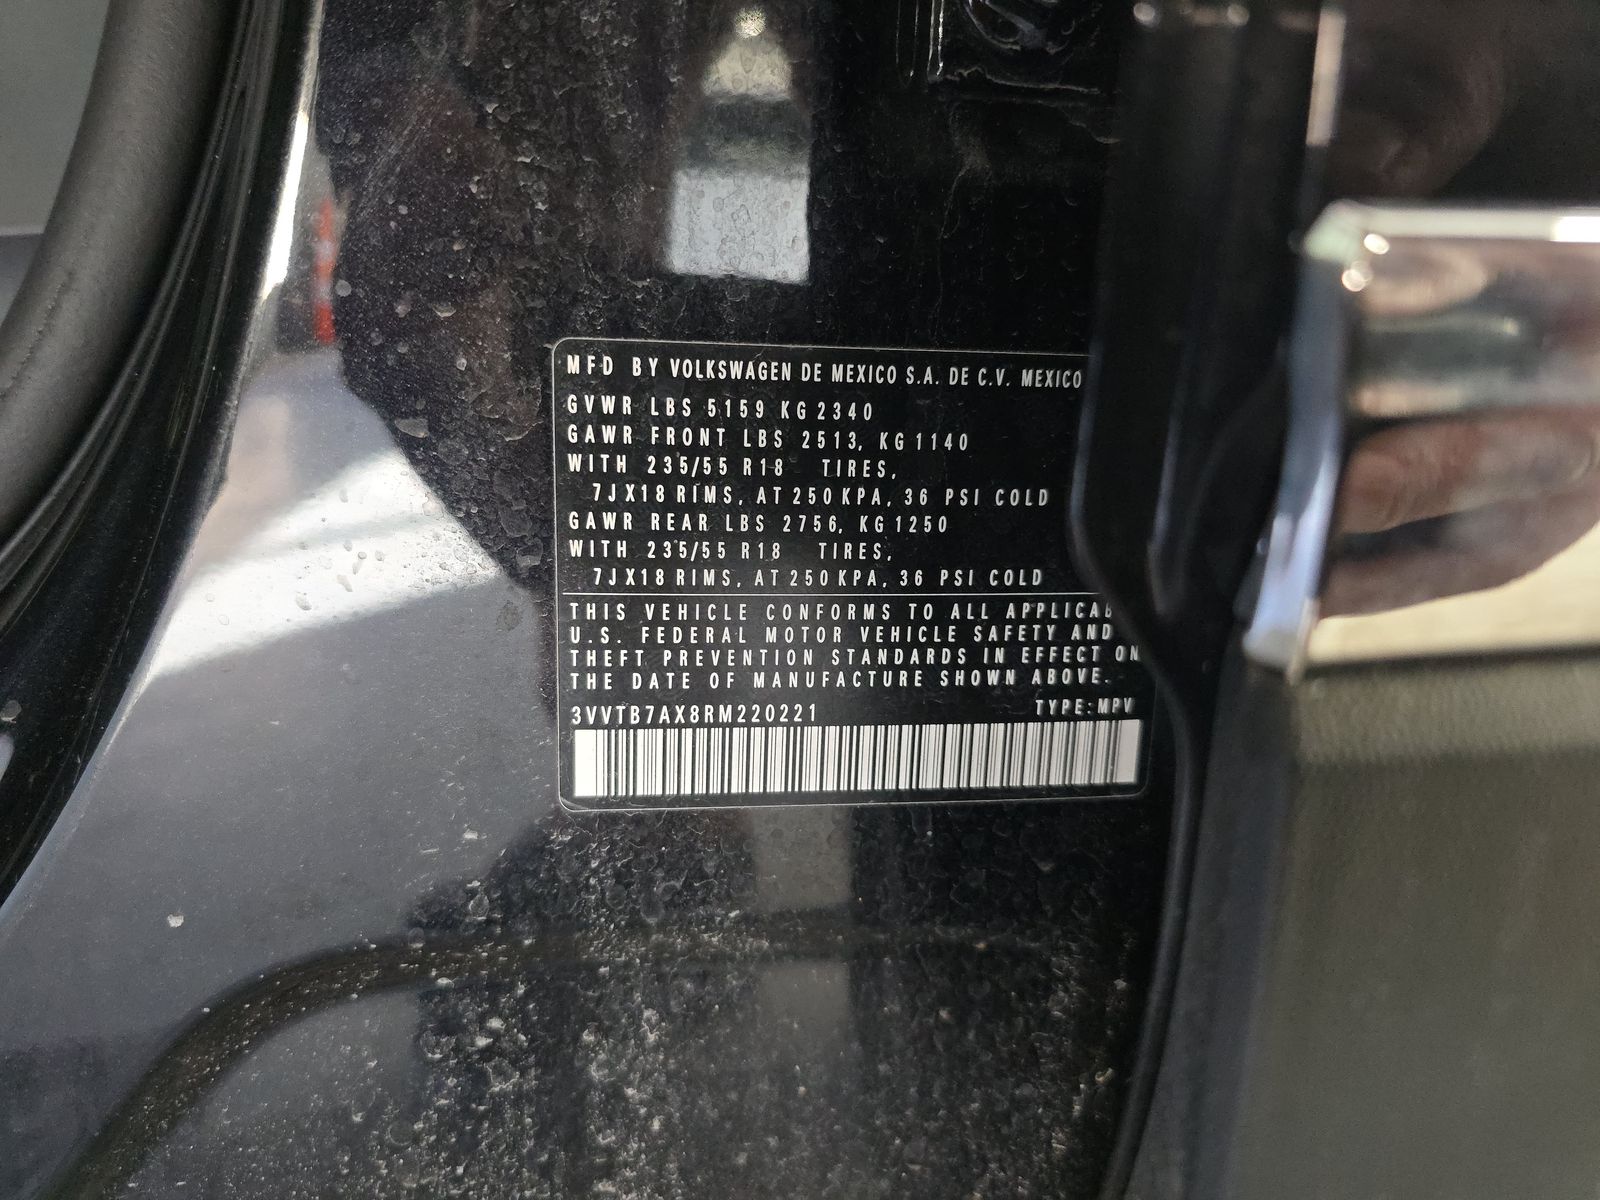 MFD BY VOLKSWAGEN DE MEXICO S.A. DE C.V. MEXICO
GVWR LBS 5159 KG 2340
GAWR FRONT LBS 2513, KG 1140
WITH 235/55 R18 TIRES,
7JX18 RIMS, AT 250 KPA, 36 PSI COLD
GAWR REAR LBS 2756, KG 1250
WITH 235/55 R18 TIRES,
7JX18 RIMS, AT 250 KPA, 36 PSI COLD
THIS VEHICLE CONFORMS TO ALL
U.S. FEDERAL MOTOR VEHICLE SAFETY AND
THEFT PREVENTION STANDARDS IN EFFECT ON
THE DATE OF MANUFACTURE SHOWN ABOVE.
3VVTB7AX8RM220221 TYPE:MPV